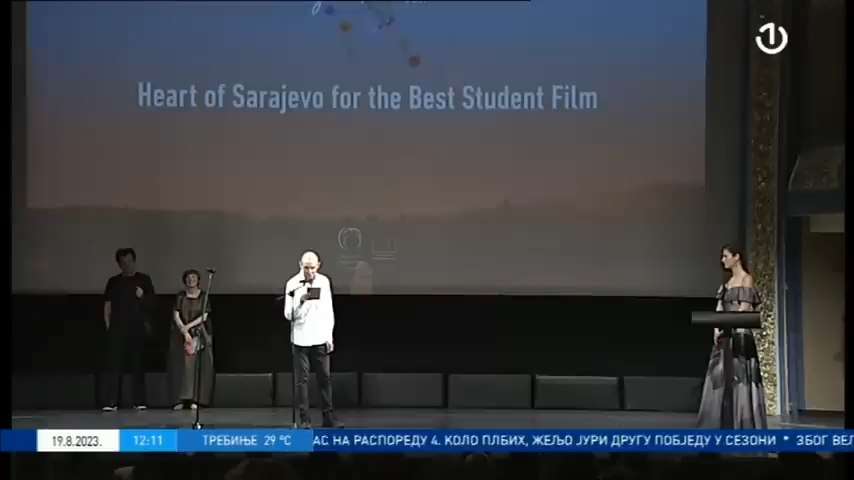 Heart of Sarajevo for the Best Student Film
1
19.8.2023. 12:11 ТРЕБИЊЕ 29 °C АС НА РАСПОРЕДУ 4. КОЛО ПЛБИХ, ЖЕЉО ЈУРИ ДРУГУ ПОБЈЕДУ У СЕЗОНИ * ЗБОГ ВЕЛ